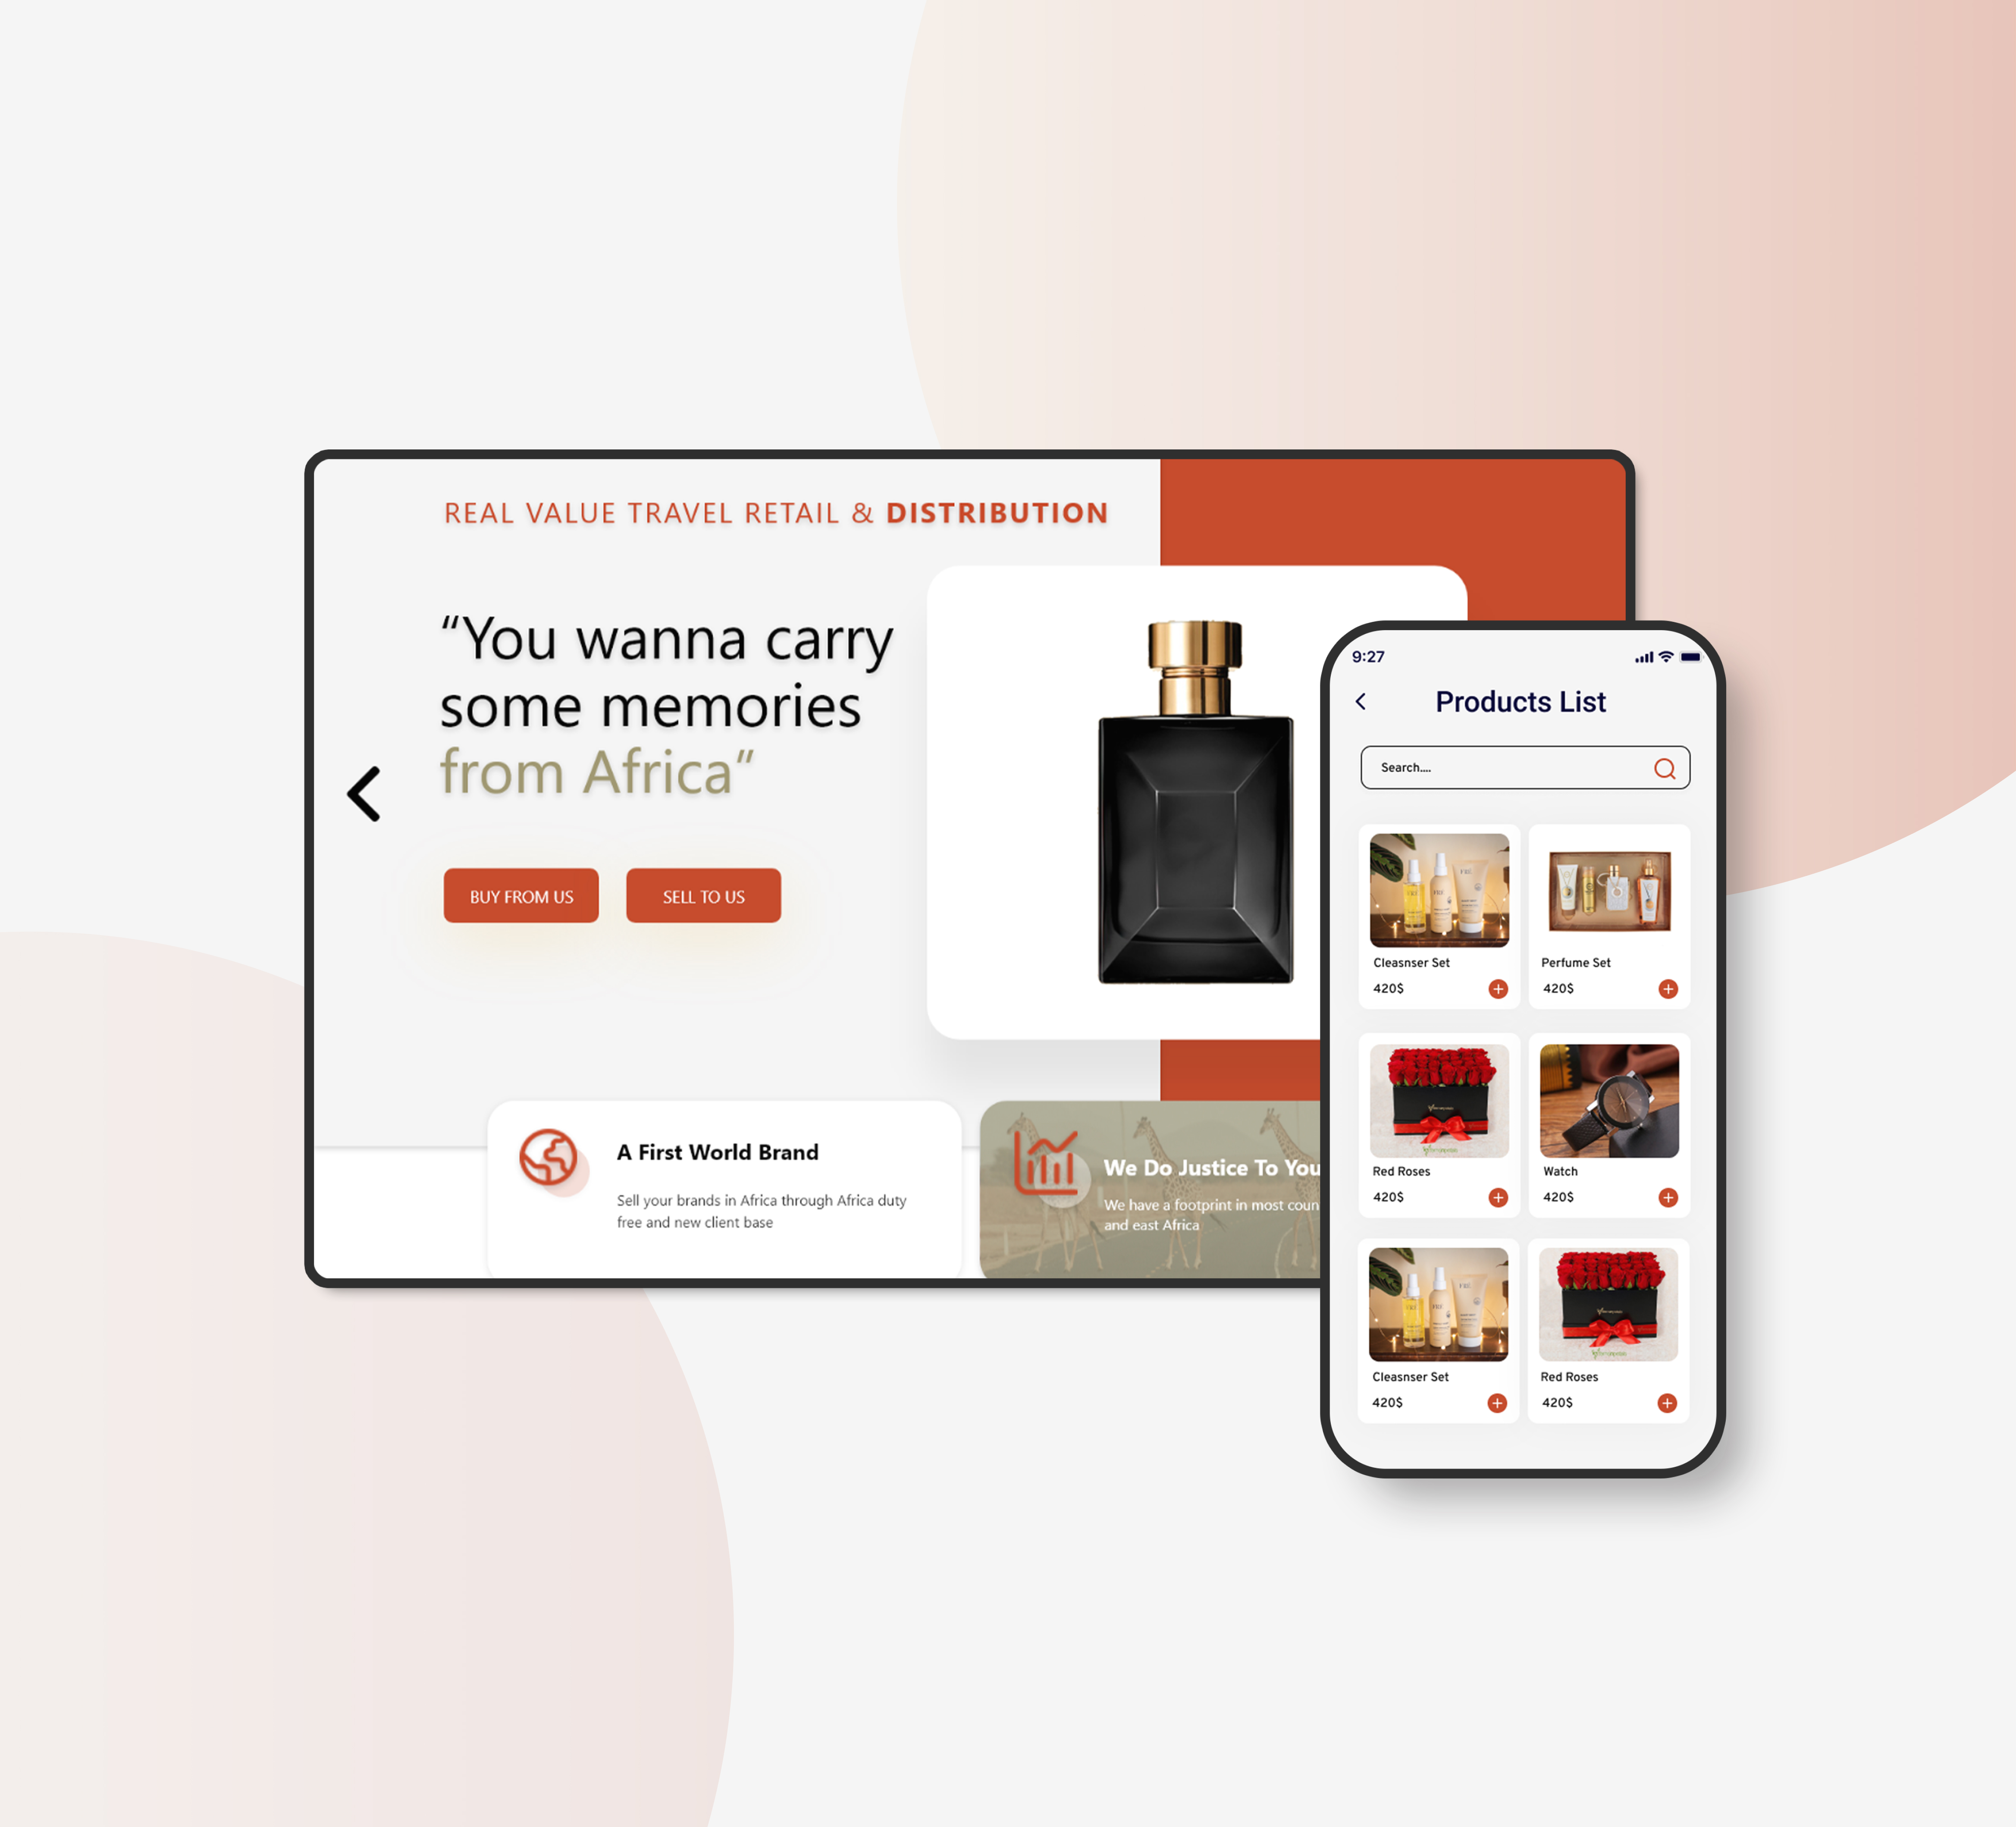 REAL VALUE TRAVEL RETAIL & DISTRIBUTION
“You wanna carry
some memories
from Africa”
BUY FROM US
SELL TO US
A First World Brand
Sell your brands in Africa through Africa duty
free and new client base
We Do Justice To You
We have a footprint in most coun
and east Africa
9:27
Products List
Search....
Cleasnser Set
420$
Perfume Set
420$
Red Roses
420$
Watch
420$
Cleasnser Set
420$
Red Roses
420$